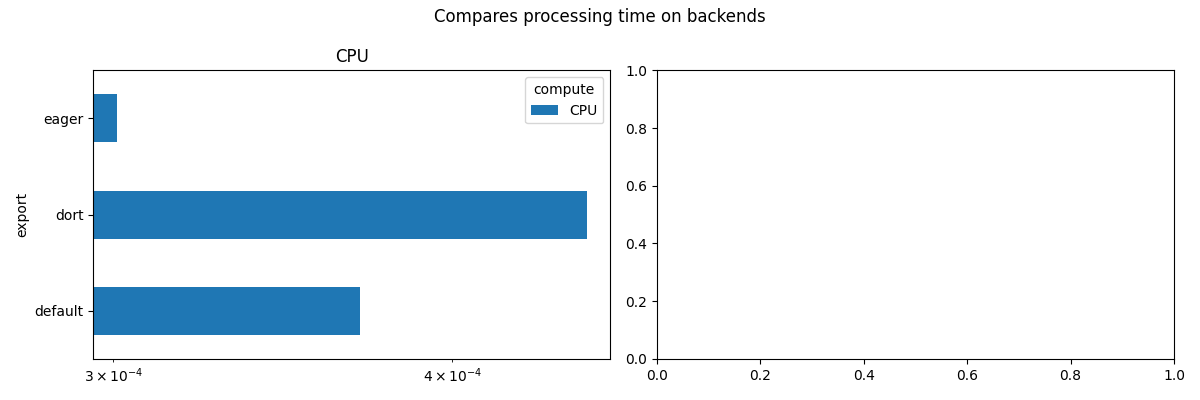 Compares processing time on backends
CPU
compute
CPU
export
eager
dort
default
3 × 10⁻⁴
4 × 10⁻⁴
1.0
0.8
0.6
0.4
0.2
0.0
0.0 0.2 0.4 0.6 0.8 1.0